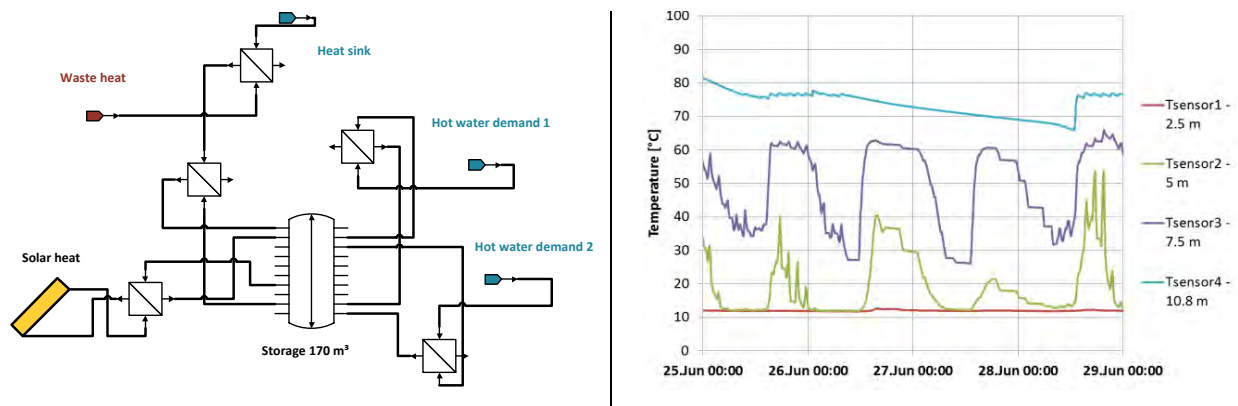 Heat sink
Waste heat
Hot water demand 1
Hot water demand 2
Solar heat
Storage 170 m³
Temperature [°C]
100
90
80
70
60
50
40
30
20
10
0
25.Jun 00:00
26.Jun 00:00
27.Jun 00:00
28.Jun 00:00
29.Jun 00:00
Tsensor1 -
2.5 m
Tsensor2 -
5 m
Tsensor3 -
7.5 m
Tsensor4 -
10.8 m